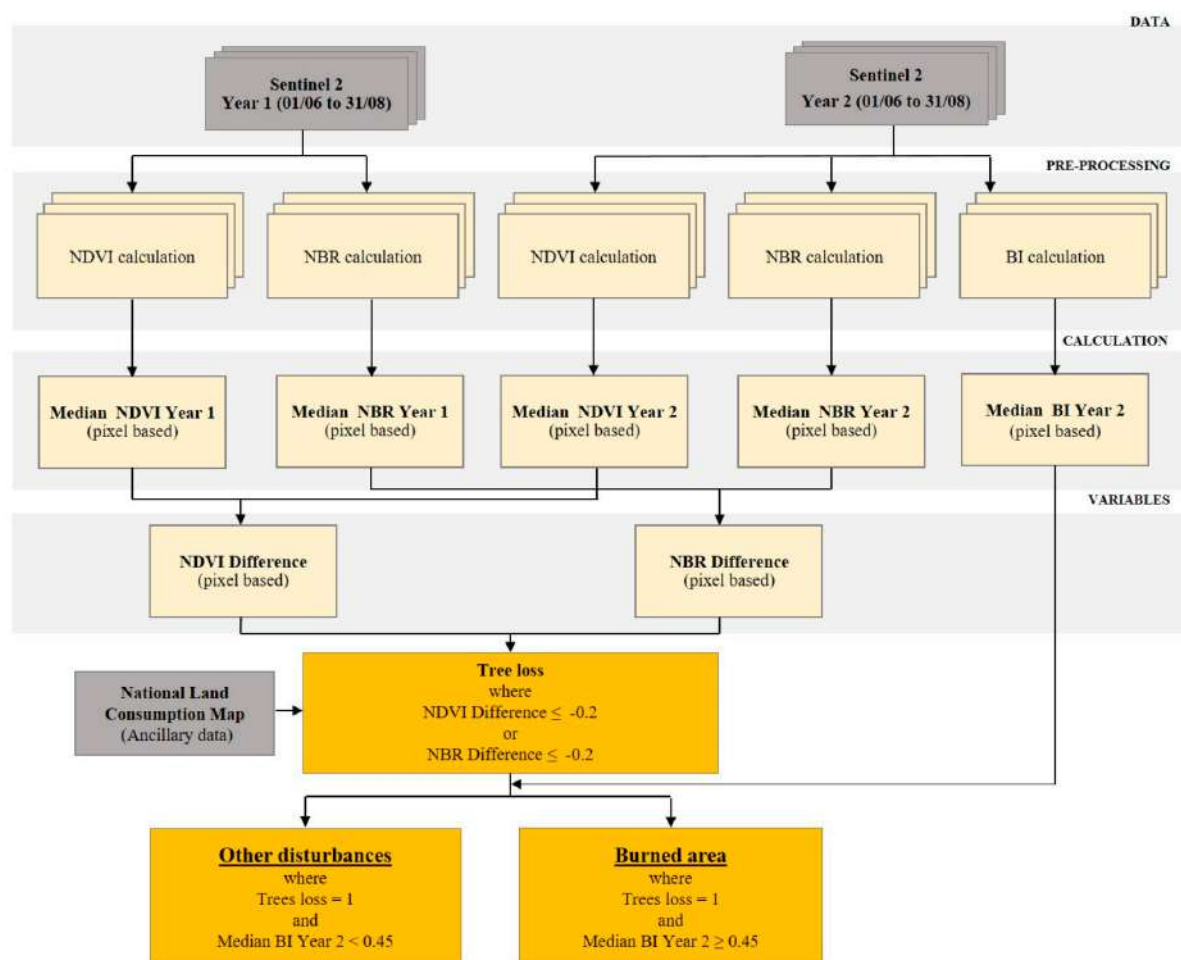 DATA
Sentinel 2
Year 1 (01/06 to 31/08)
Sentinel 2
Year 2 (01/06 to 31/08)
PRE-PROCESSING
NDVI calculation
NBR calculation
NDVI calculation
NBR calculation
BI calculation
CALCULATION
Median NDVI Year 1
(pixel based)
Median NBR Year 1
(pixel based)
Median NDVI Year 2
(pixel based)
Median NBR Year 2
(pixel based)
Median BI Year 2
(pixel based)
VARIABLES
NDVI Difference
(pixel based)
NBR Difference
(pixel based)
National Land
Consumption Map
(Ancillary data)
Tree loss
where
NDVI Difference ≤ -0.2
or
NBR Difference ≤ -0.2
Other disturbances
where
Trees loss = 1
and
Median BI Year 2 < 0.45
Burned area
where
Trees loss = 1
and
Median BI Year 2 ≥ 0.45